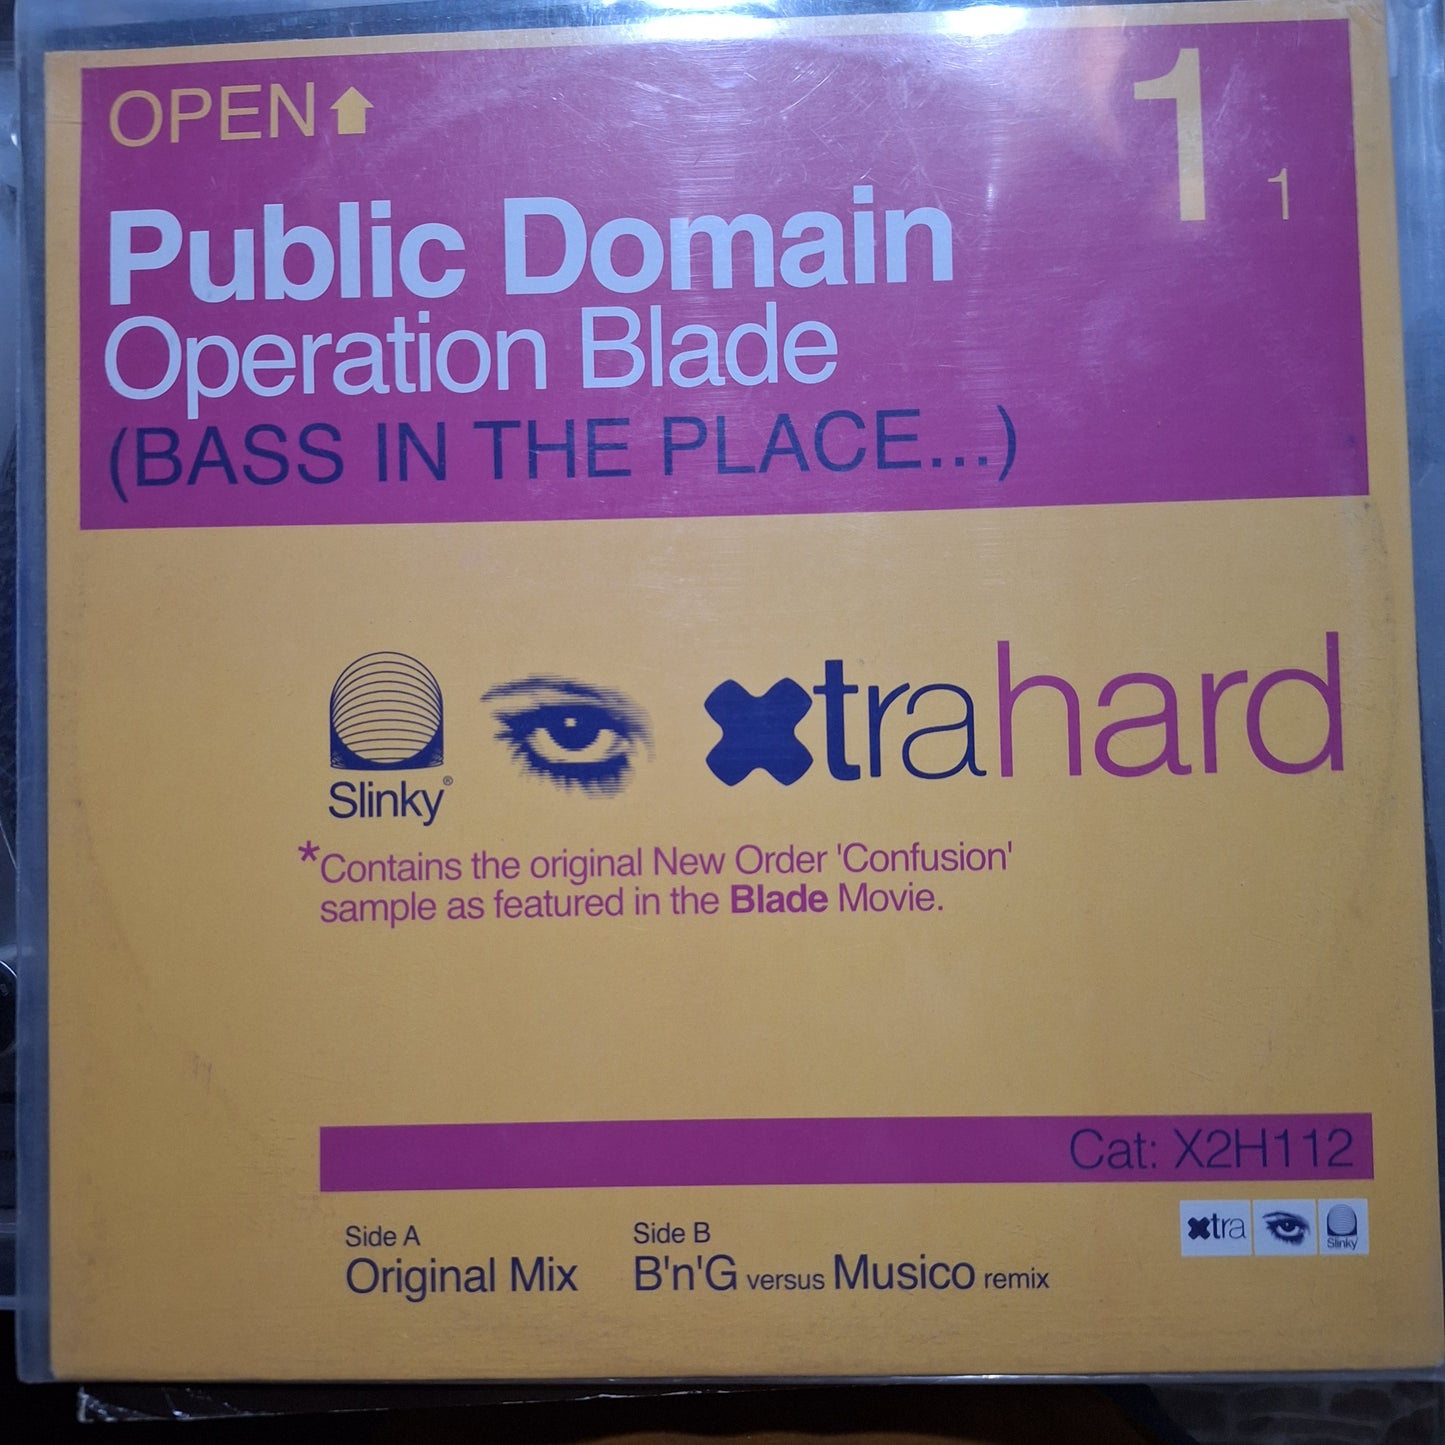 OPEN
1 1
Public Domain
Operation Blade
(BASS IN THE PLACE...)
Slinky®
xtrahard
*Contains the original New Order 'Confusion'
sample as featured in the Blade Movie.
Cat: X2H112
Side A
Original Mix
Side B
B'n'G versus Musico remix
xtra
Slinky